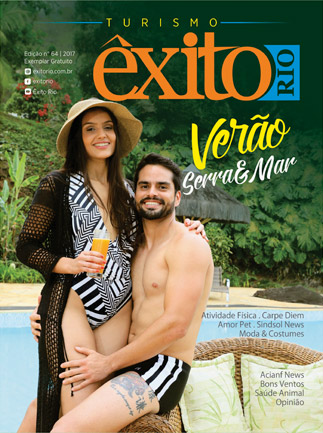 TURISMO
êxito
RIO
Edição nº 64 | 2017
Exemplar Gratuito
exitorio.com.br
exitorio
Êxito Rio
Verão
Serra&Mar
Atividade Física . Carpe Diem
Amor Pet . Sindsol News
Moda & Costumes
Acianf News
Bons Ventos
Saúde Animal
Opinião